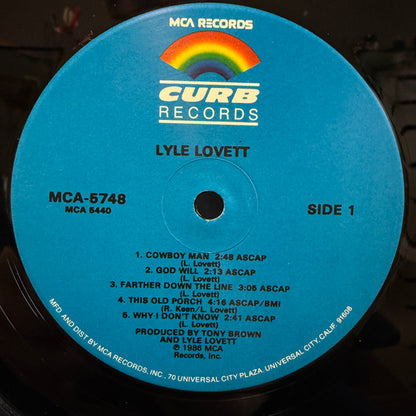 MCA RECORDS
CURB
RECORDS
LYLE LOVETT
MCA-5748
MCA 5440
SIDE 1
1. COWBOY MAN 2:48 ASCAP
(L. Lovett)
2. GOD WILL 2:13 ASCAP
(L. Lovett)
3. FARTHER DOWN THE LINE 3:05 ASCAP
(L. Lovett)
4. THIS OLD PORCH 4:16 ASCAP/BMI
(R. Keen/L. Lovett)
5. WHY I DON'T KNOW 2:41 ASCAP
(L. Lovett)
PRODUCED BY TONY BROWN
AND LYLE LOVETT
℗ 1986 MCA
Records, Inc.
MFD AND DIST BY MCA RECORDS, INC. 70 UNIVERSAL CITY PLAZA, UNIVERSAL CITY, CALIF. 91608